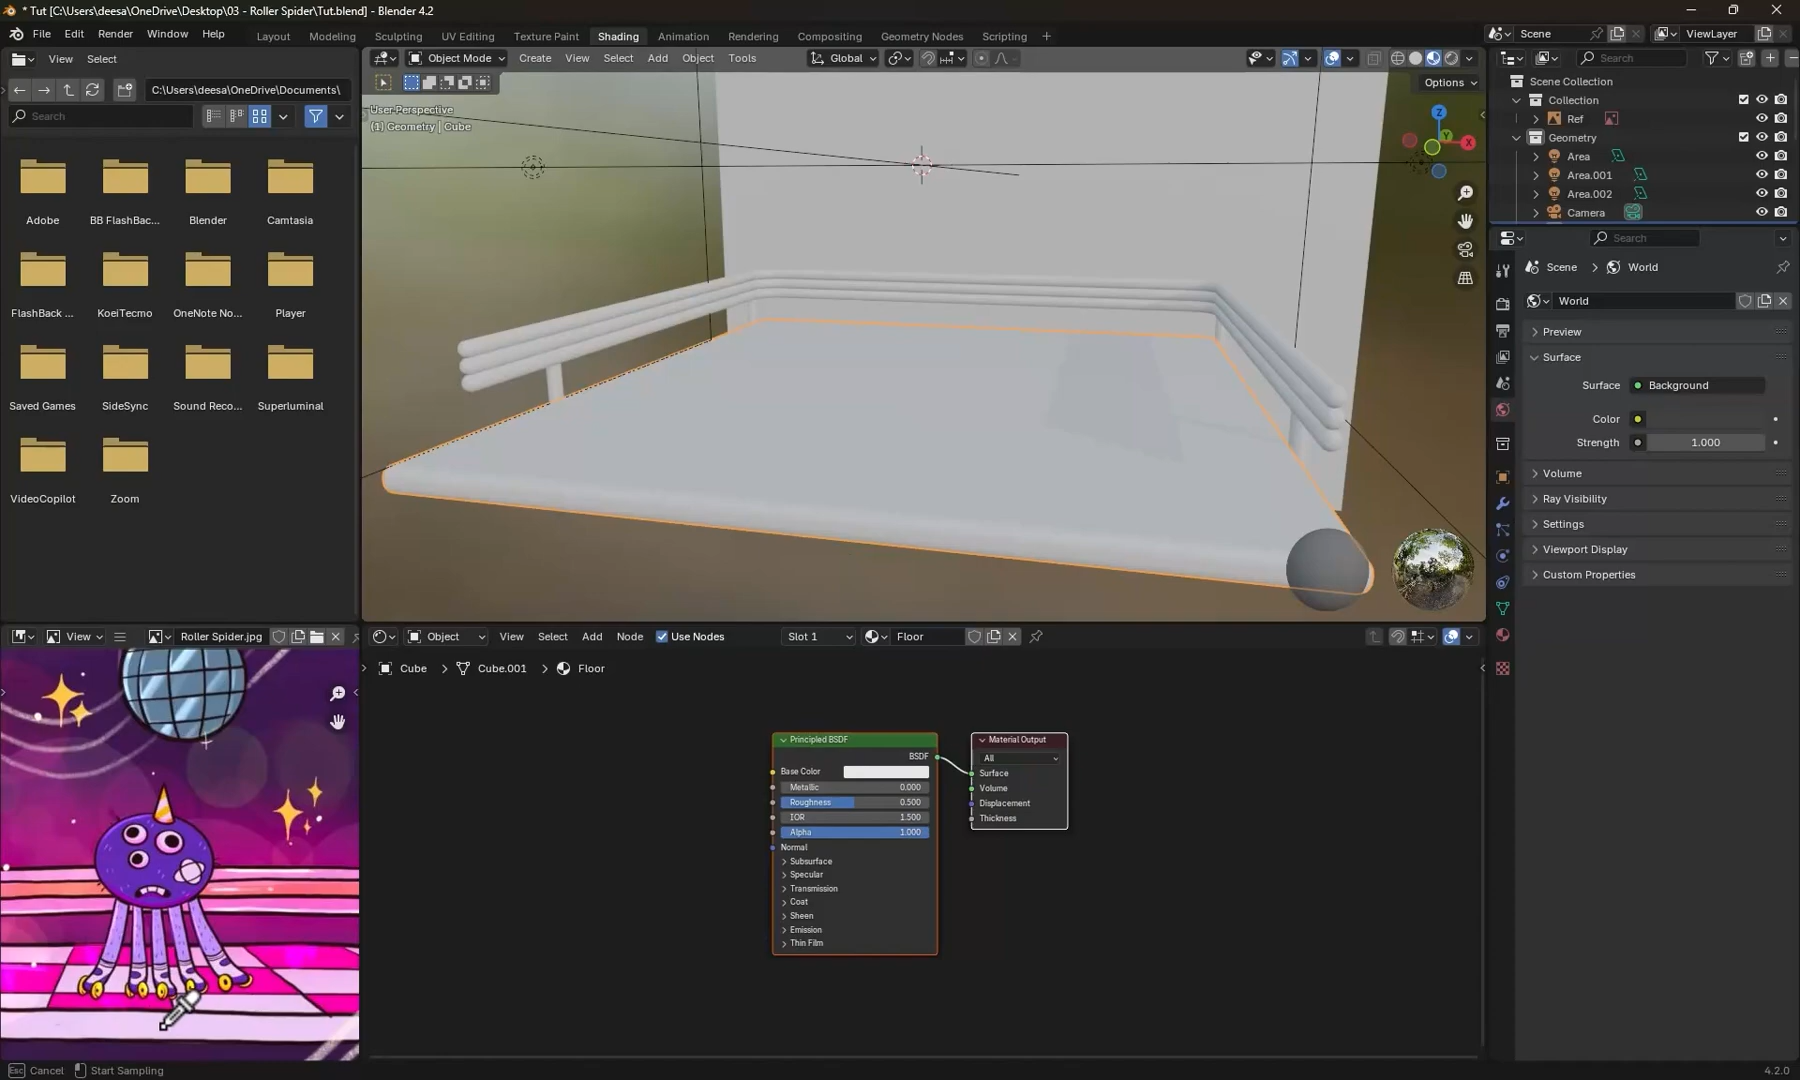 * Tut [C:\Users\deesa\OneDrive\Desktop\03 - Roller Spider\Tut.blend] - Blender 4.2
File Edit Render Window Help
Layout Modeling Sculpting UV Editing Texture Paint Shading Animation Rendering Compositing Geometry Nodes Scripting +
Scene
ViewLayer
View Select
C:\Users\deesa\OneDrive\Documents\
Search
Adobe
BB FlashBac...
Blender
Camtasia
FlashBack ...
KoeiTecmo
OneNote No...
Player
Saved Games
SideSync
Sound Reco...
Superluminal
VideoCopilot
Zoom
Object Mode
Create View Select Add Object Tools
Global
Options
User Perspective
(1) Geometry | Cube
Z
Y
X
Search
Scene Collection
Collection
Ref
Geometry
Area
Area.001
Area.002
Camera
Search
Scene > World
World
Preview
Surface
Surface Background
Color
Strength 1.000
Volume
Ray Visibility
Settings
Viewport Display
Custom Properties
View
Roller Spider.jpg
Object
View Select Add Node Use Nodes
Slot 1
Floor
Cube > Cube.001 > Floor
Principled BSDF
BSDF
Base Color
Metallic 0.000
Roughness 0.500
IOR 1.500
Alpha 1.000
Normal
Subsurface
Specular
Transmission
Coat
Sheen
Emission
Thin Film
Material Output
All
Surface
Volume
Displacement
Thickness
Esc Cancel Start Sampling
4.2.0